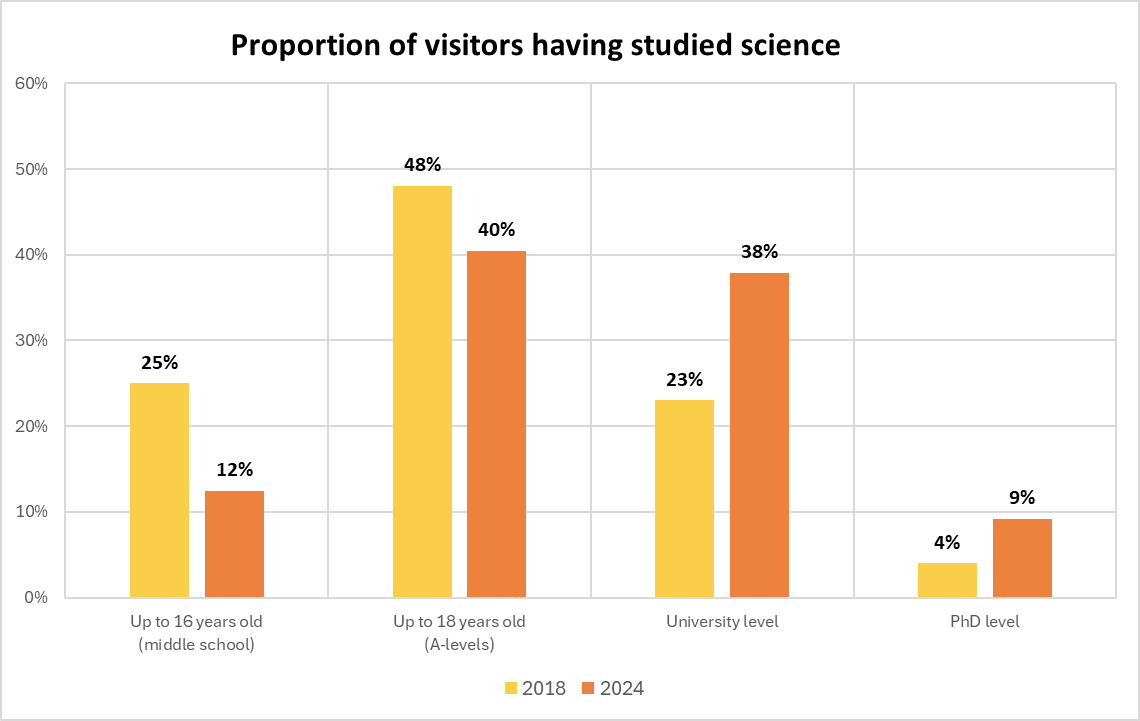 Proportion of visitors having studied science
60%
50%
40%
30%
20%
10%
0%
25%
12%
48%
40%
23%
38%
4%
9%
Up to 16 years old
(middle school)
Up to 18 years old
(A-levels)
University level
PhD level
2018
2024